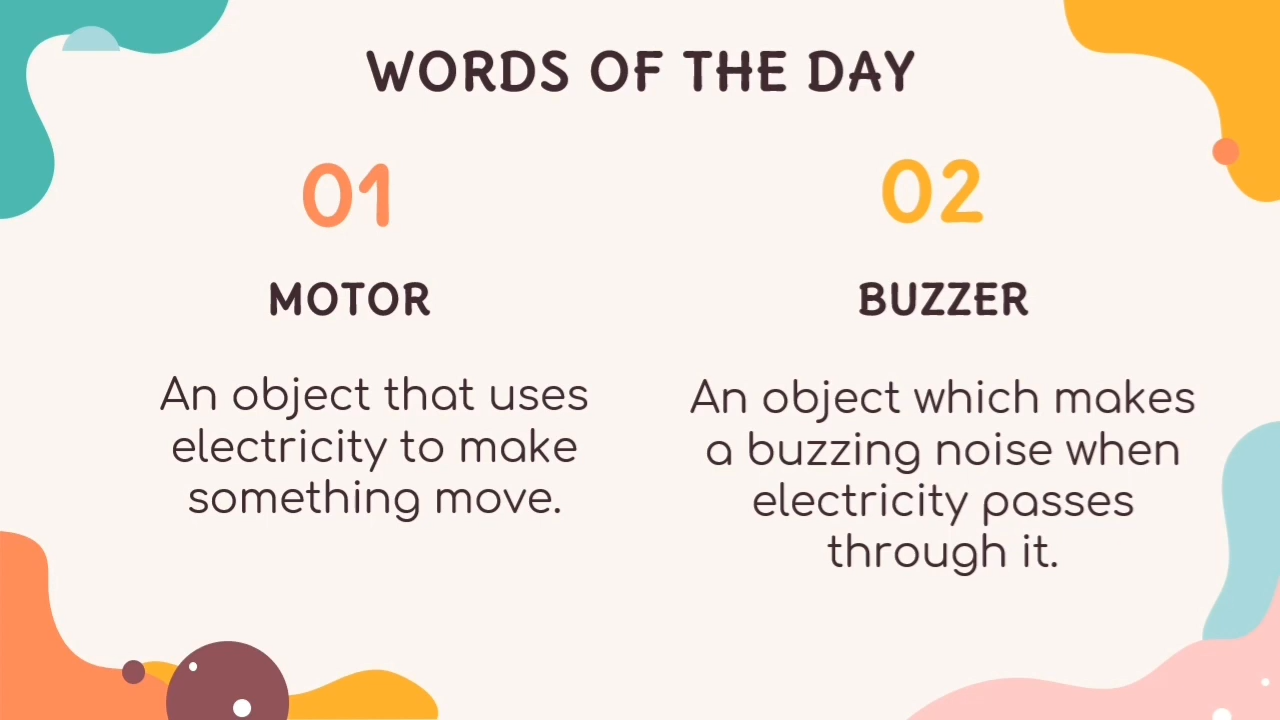 WORDS OF THE DAY
01
MOTOR
An object that uses
electricity to make
something move.
02
BUZZER
An object which makes
a buzzing noise when
electricity passes
through it.